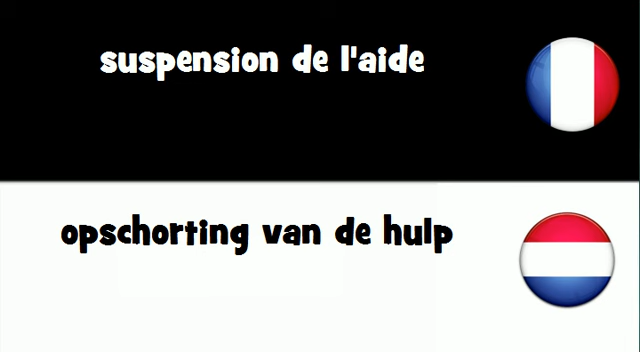 suspension de l'aide
opschorting van de hulp